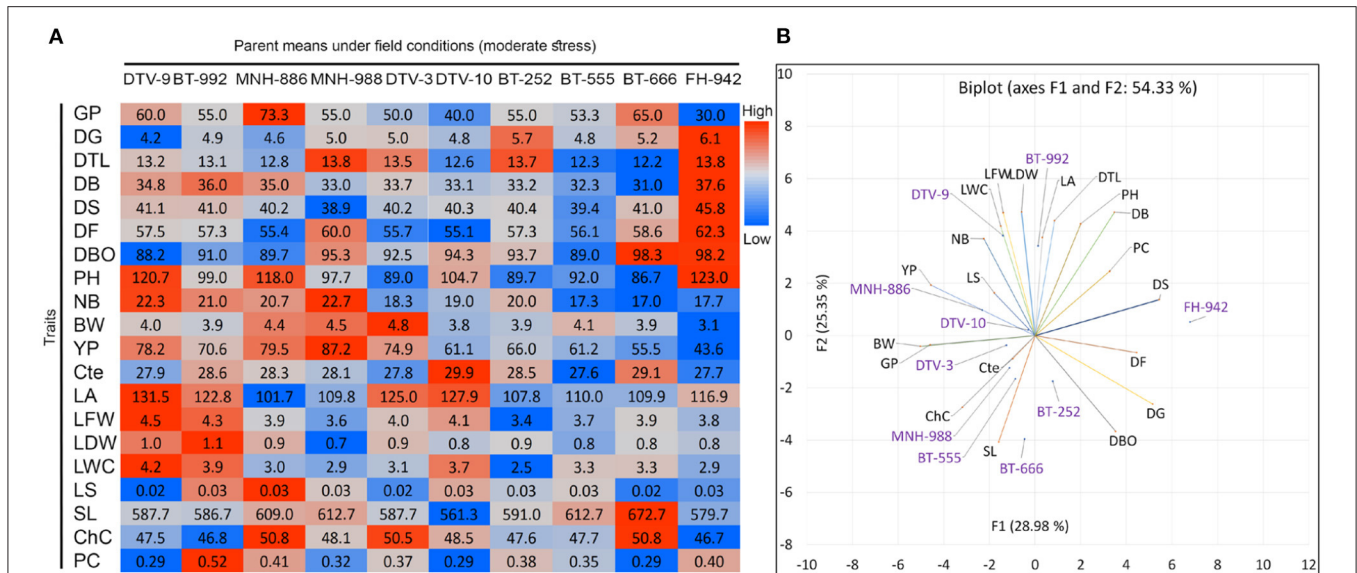 A
Parent means under field conditions (moderate stress)
DTV-9 BT-992 MNH-886 MNH-988 DTV-3 DTV-10 BT-252 BT-555 BT-666 FH-942
Traits
GP 60.0 55.0 73.3 55.0 50.0 40.0 55.0 53.3 65.0 30.0
DG 4.2 4.9 4.6 5.0 5.0 4.8 5.7 4.8 5.2 6.1
DTL 13.2 13.1 12.8 13.8 13.5 12.6 13.7 12.3 12.2 13.8
DB 34.8 36.0 35.0 33.0 33.7 33.1 33.2 32.3 31.0 37.6
DS 41.1 41.0 40.2 38.9 40.2 40.3 40.4 39.4 41.0 45.8
DF 57.5 57.3 55.4 60.0 55.7 55.1 57.3 56.1 58.6 62.3
DBO 88.2 91.0 89.7 95.3 92.5 94.3 93.7 89.0 98.3 98.2
PH 120.7 99.0 118.0 97.7 89.0 104.7 89.7 92.0 86.7 123.0
NB 22.3 21.0 20.7 22.7 18.3 19.0 20.0 17.3 17.0 17.7
BW 4.0 3.9 4.4 4.5 4.8 3.8 3.9 4.1 3.9 3.1
YP 78.2 70.6 79.5 87.2 74.9 61.1 66.0 61.2 55.5 43.6
Cte 27.9 28.6 28.3 28.1 27.8 29.9 28.5 27.6 29.1 27.7
LA 131.5 122.8 101.7 109.8 125.0 127.9 107.8 110.0 109.9 116.9
LFW 4.5 4.3 3.9 3.6 4.0 4.1 3.4 3.7 3.9 3.8
LDW 1.0 1.1 0.9 0.7 0.9 0.8 0.9 0.8 0.8 0.8
LWC 4.2 3.9 3.0 2.9 3.1 3.7 2.5 3.3 3.3 2.9
LS 0.02 0.03 0.03 0.03 0.02 0.03 0.03 0.03 0.02 0.03
SL 587.7 586.7 609.0 612.7 587.7 561.3 591.0 612.7 672.7 579.7
ChC 47.5 46.8 50.8 48.1 50.5 48.5 47.6 47.7 50.8 46.7
PC 0.29 0.52 0.41 0.32 0.37 0.29 0.38 0.35 0.29 0.40
High
Low
B
Biplot (axes F1 and F2: 54.33 %)
F2 (25.35 %)
10
8
6
4
2
0
-2
-4
-6
-8
BT-992
LFW LDW
LA
DTL
LWC
DTV-9
PH
DB
NB
PC
YP
LS
DS
MNH-886
FH-942
DTV-10
BW
GP
DTV-3
Cte
DF
BT-252
DG
ChC
MNH-988
DBO
BT-555
SL
BT-666
F1 (28.98 %)
-10 -8 -6 -4 -2 0 2 4 6 8 10 12